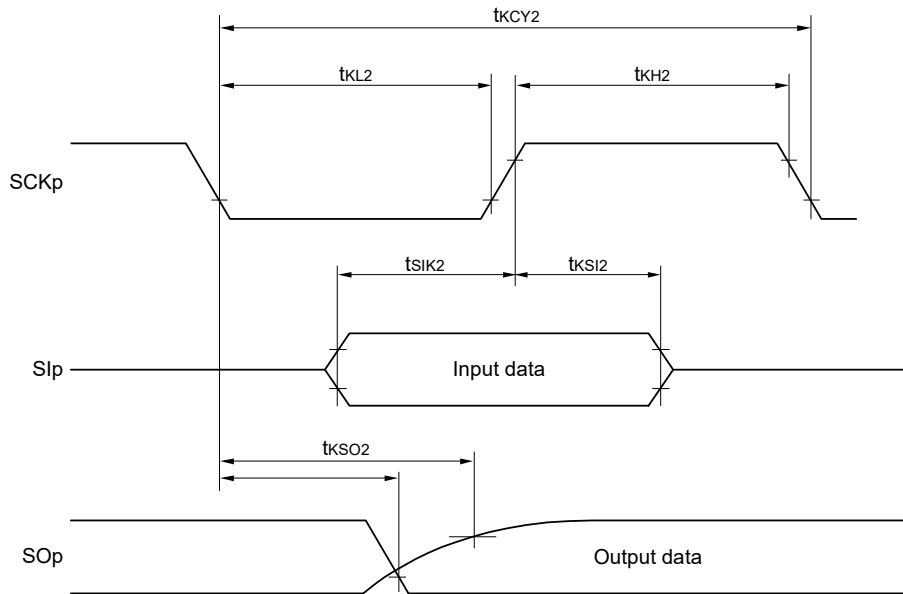 tKCY2
tKL2 tKH2
SCKp
tSIK2 tKSI2
SIp Input data
tKSO2
SOp Output data